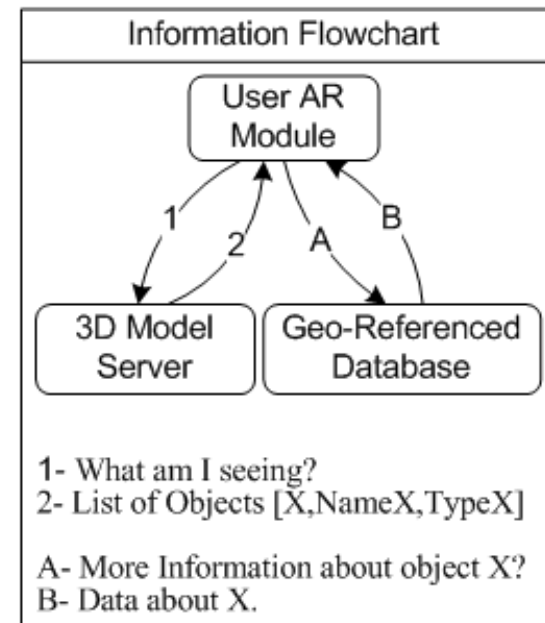 Information Flowchart
User AR
Module
1
2
A
B
3D Model
Server
Geo-Referenced
Database
1- What am I seeing?
2- List of Objects [X,NameX,TypeX]
A- More Information about object X?
B- Data about X.